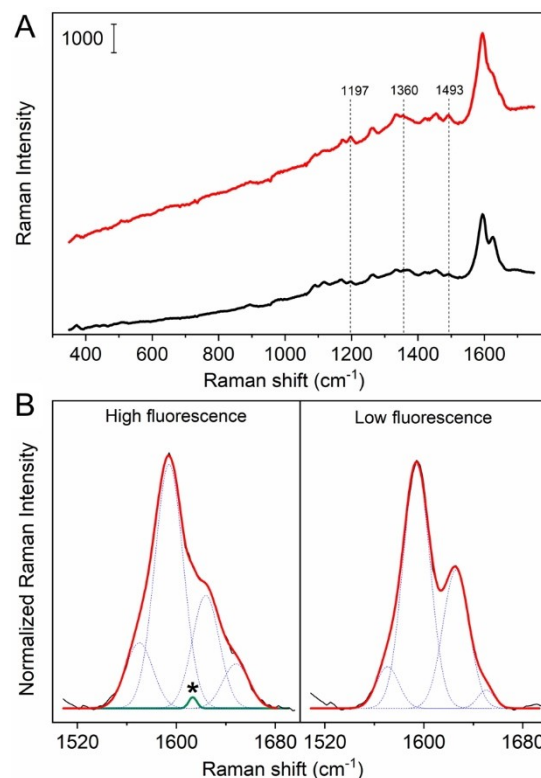 A
1000
1197 1360 1493
Raman Intensity
400 600 800 1000 1200 1400 1600
Raman shift (cm⁻¹)
B
High fluorescence Low fluorescence
*
Normalized Raman Intensity
1520 1600 1680 1520 1600 1680
Raman shift (cm⁻¹)